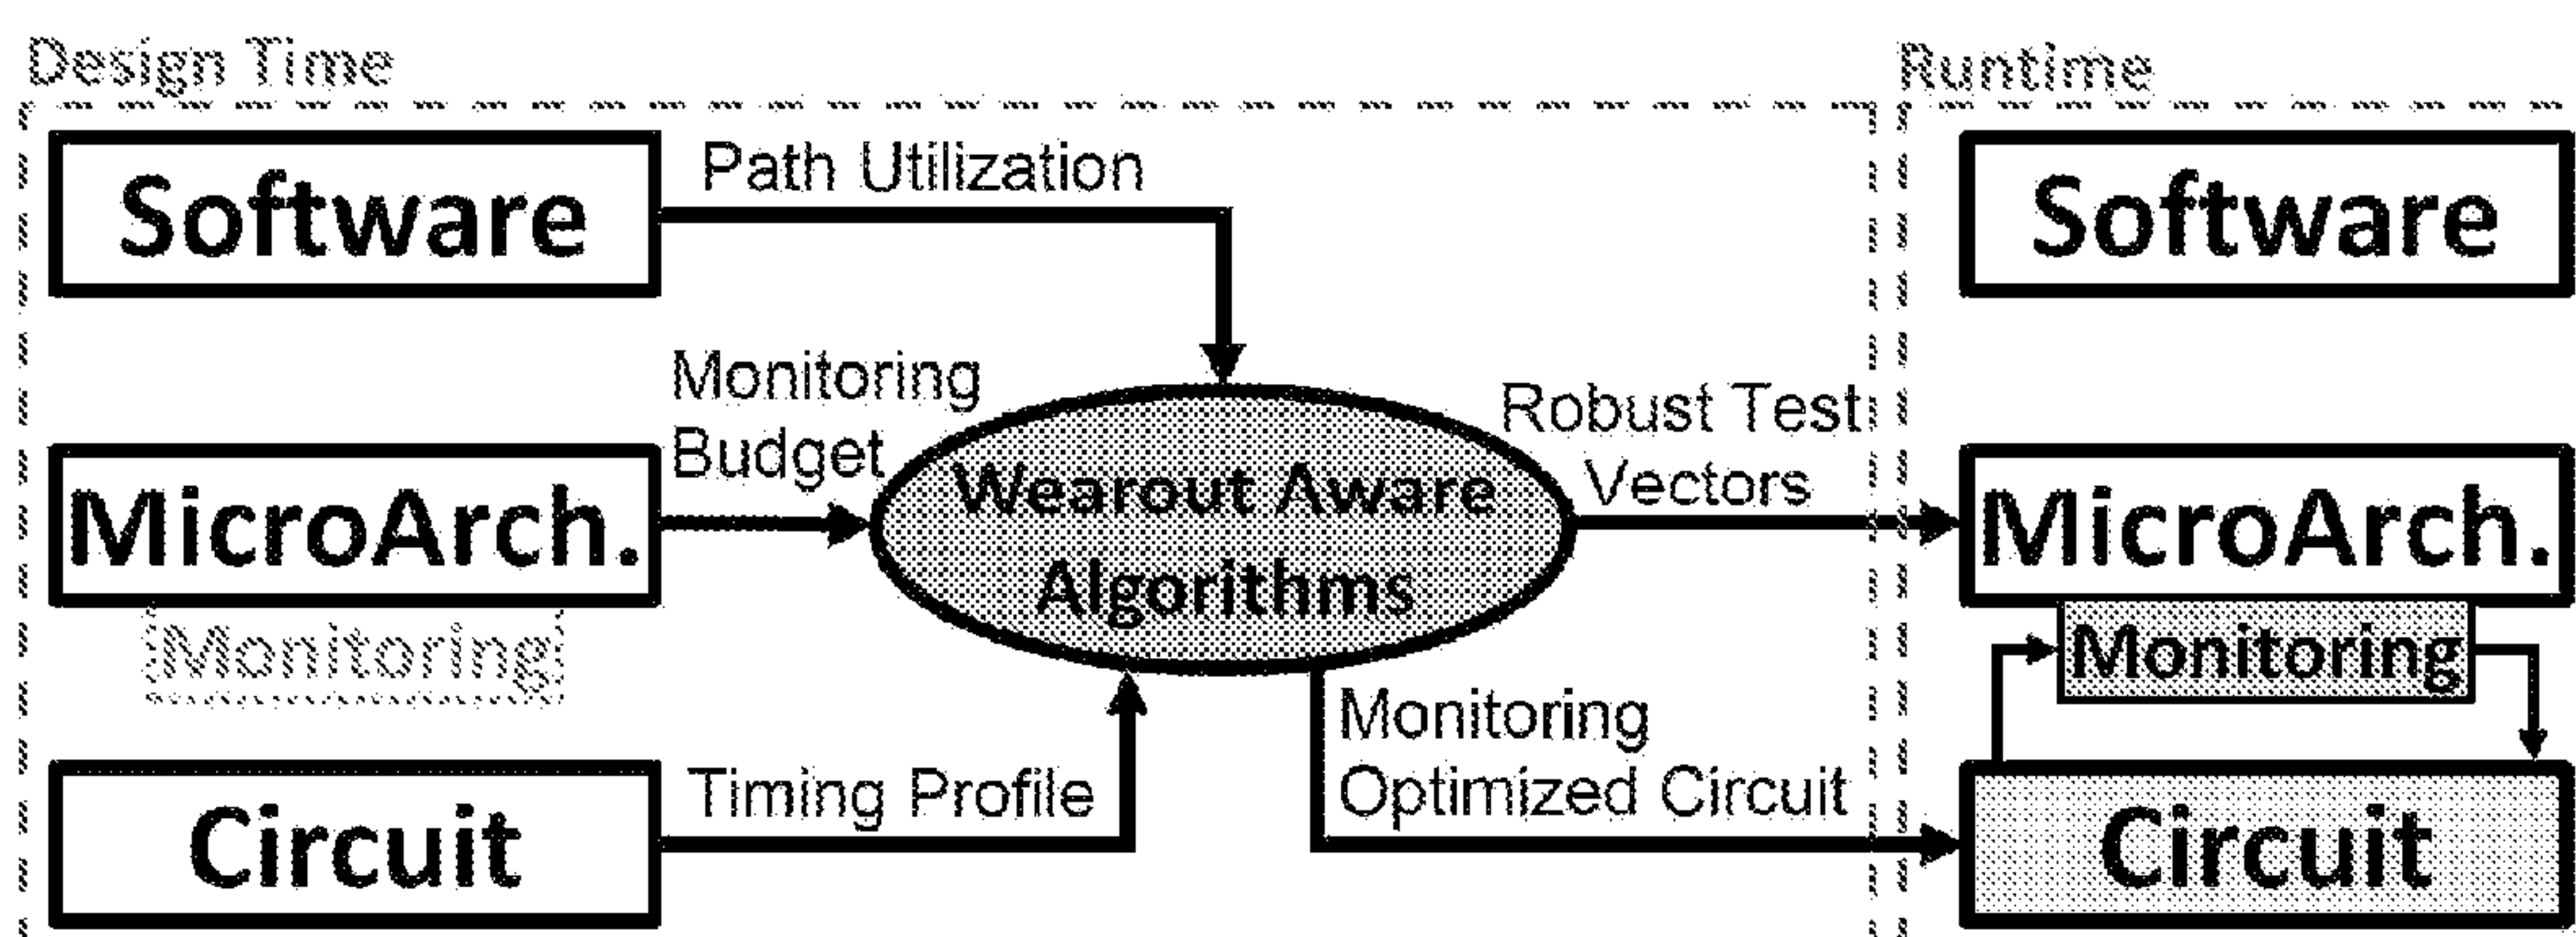 Design Time
Runtime
Software
Path Utilization
Software
Monitoring
Budget
MicroArch.
Wearout Aware
Algorithms
Robust Test
Vectors
MicroArch.
Monitoring
Monitoring
Circuit
Timing Profile
Monitoring
Optimized Circuit
Circuit